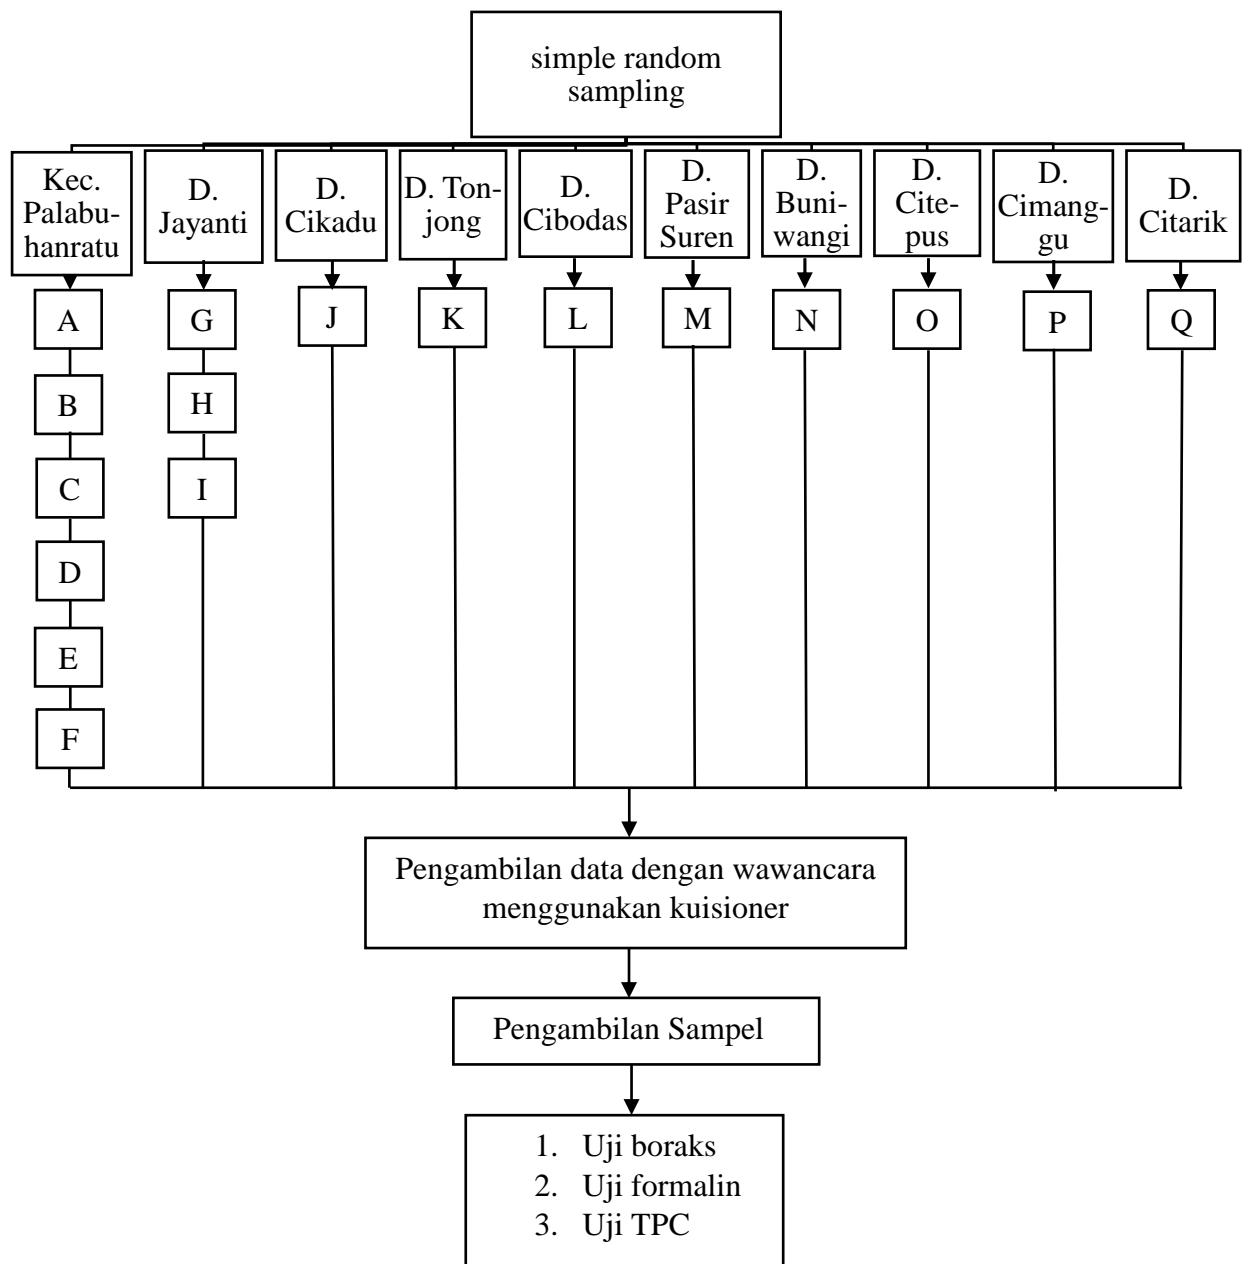 simple random
sampling
Kec.
Palabu-
hanratu
D.
Jayanti
D.
Cikadu
D. Ton-
jong
D.
Cibodas
D.
Pasir
Suren
D.
Buni-
wangi
D.
Cite-
pus
D.
Cimang-
gu
D.
Citarik
A
G
J
K
L
M
N
O
P
Q
B
H
C
I
D
E
F
Pengambilan data dengan wawancara
menggunakan kuisioner
Pengambilan Sampel
1. Uji boraks
2. Uji formalin
3. Uji TPC